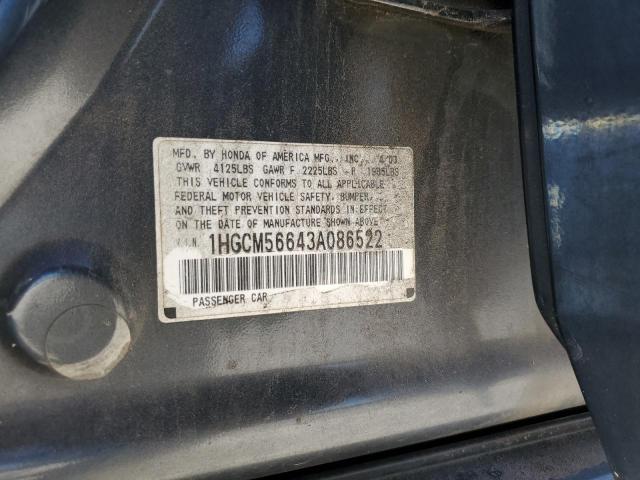 MFD. BY HONDA OF AMERICA MFG., INC. 4/03
GVWR 4125LBS GAWR F 2225LBS -R 1985LBS
THIS VEHICLE CONFORMS TO ALL APPLICABLE
FEDERAL MOTOR VEHICLE SAFETY, BUMPER,
AND THEFT PREVENTION STANDARDS IN EFFECT
ON THE DATE OF MANUFACTURE SHOWN ABOVE
V.I.N. 1HGCM56643A086522
PASSENGER CAR